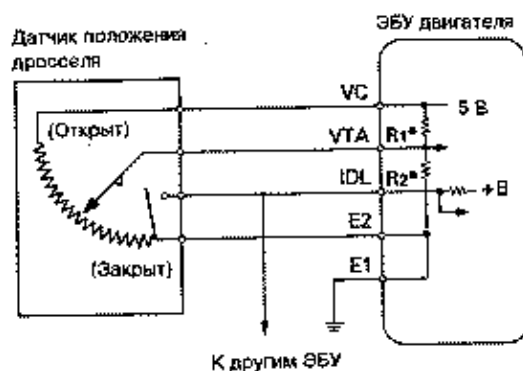 Датчик положения
дросселя
ЭБУ двигателя
VC
5 В
(Открыт)
VTA
R1*
IDL
R2*
+В
E2
(Закрыт)
E1
К другим ЭБУ